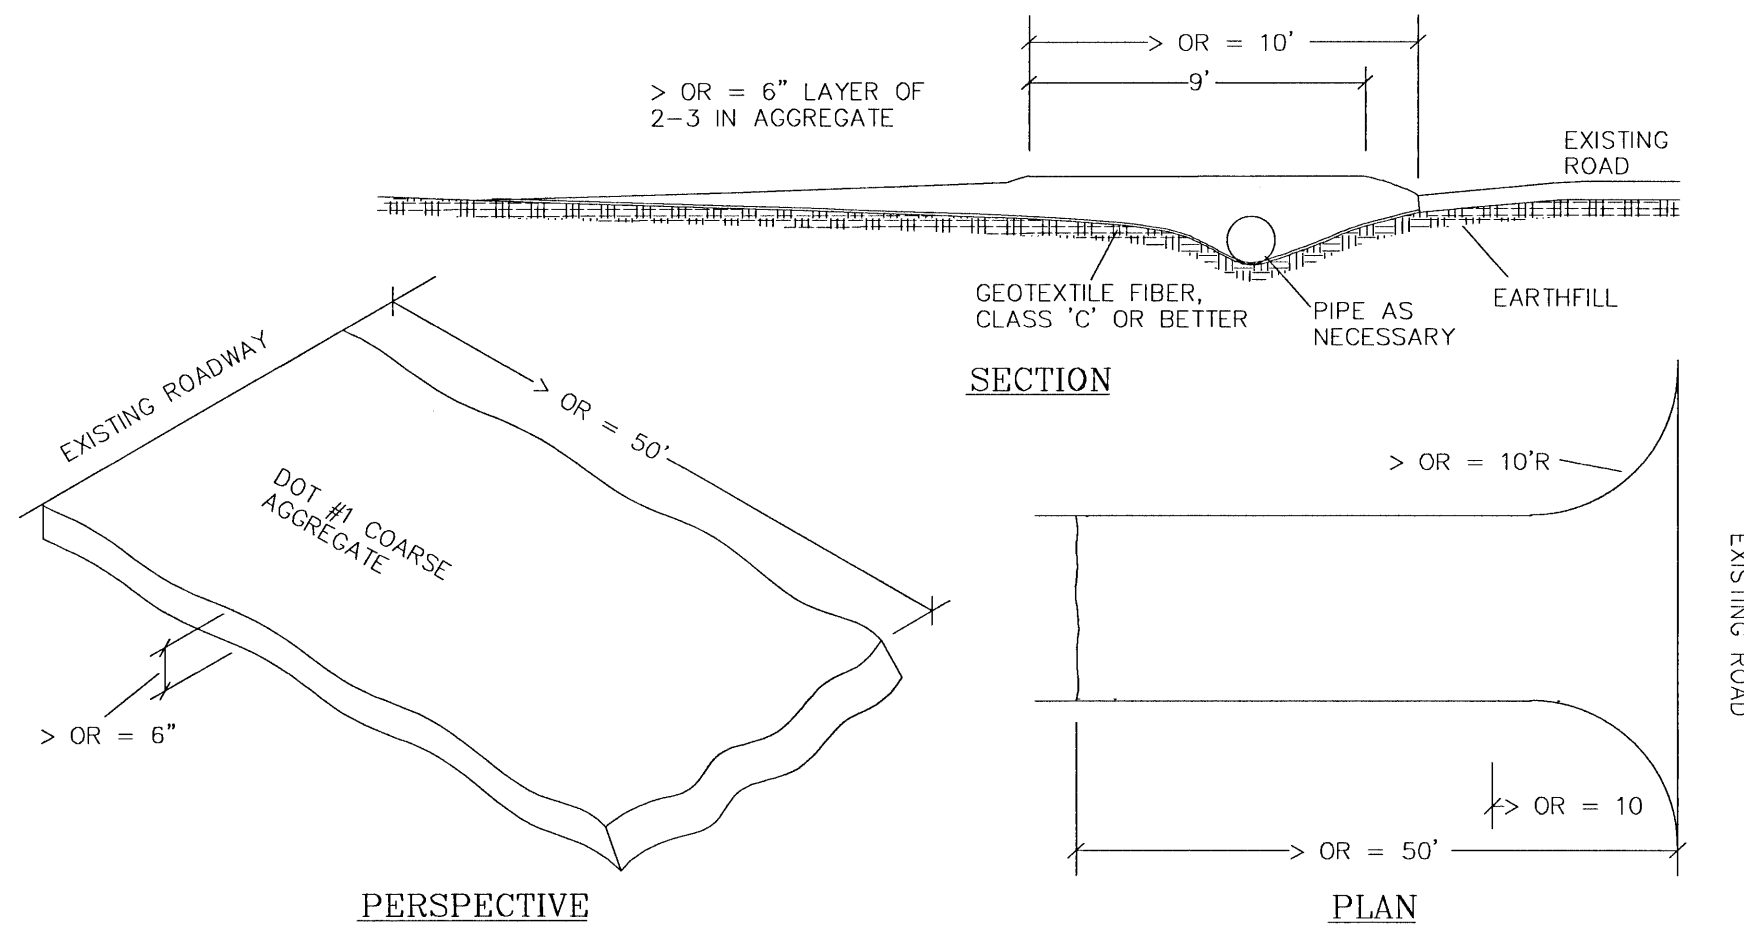 > OR = 10'
9'
> OR = 6" LAYER OF
2-3 IN AGGREGATE
EXISTING
ROAD
GEOTEXTILE FIBER,
CLASS 'C' OR BETTER
PIPE AS
NECESSARY
EARTHFILL
SECTION
EXISTING ROADWAY
> OR = 50'
DOT #1 COARSE
AGGREGATE
> OR = 6"
PERSPECTIVE
> OR = 10'R
EXISTING ROAD
> OR = 10
> OR = 50'
PLAN